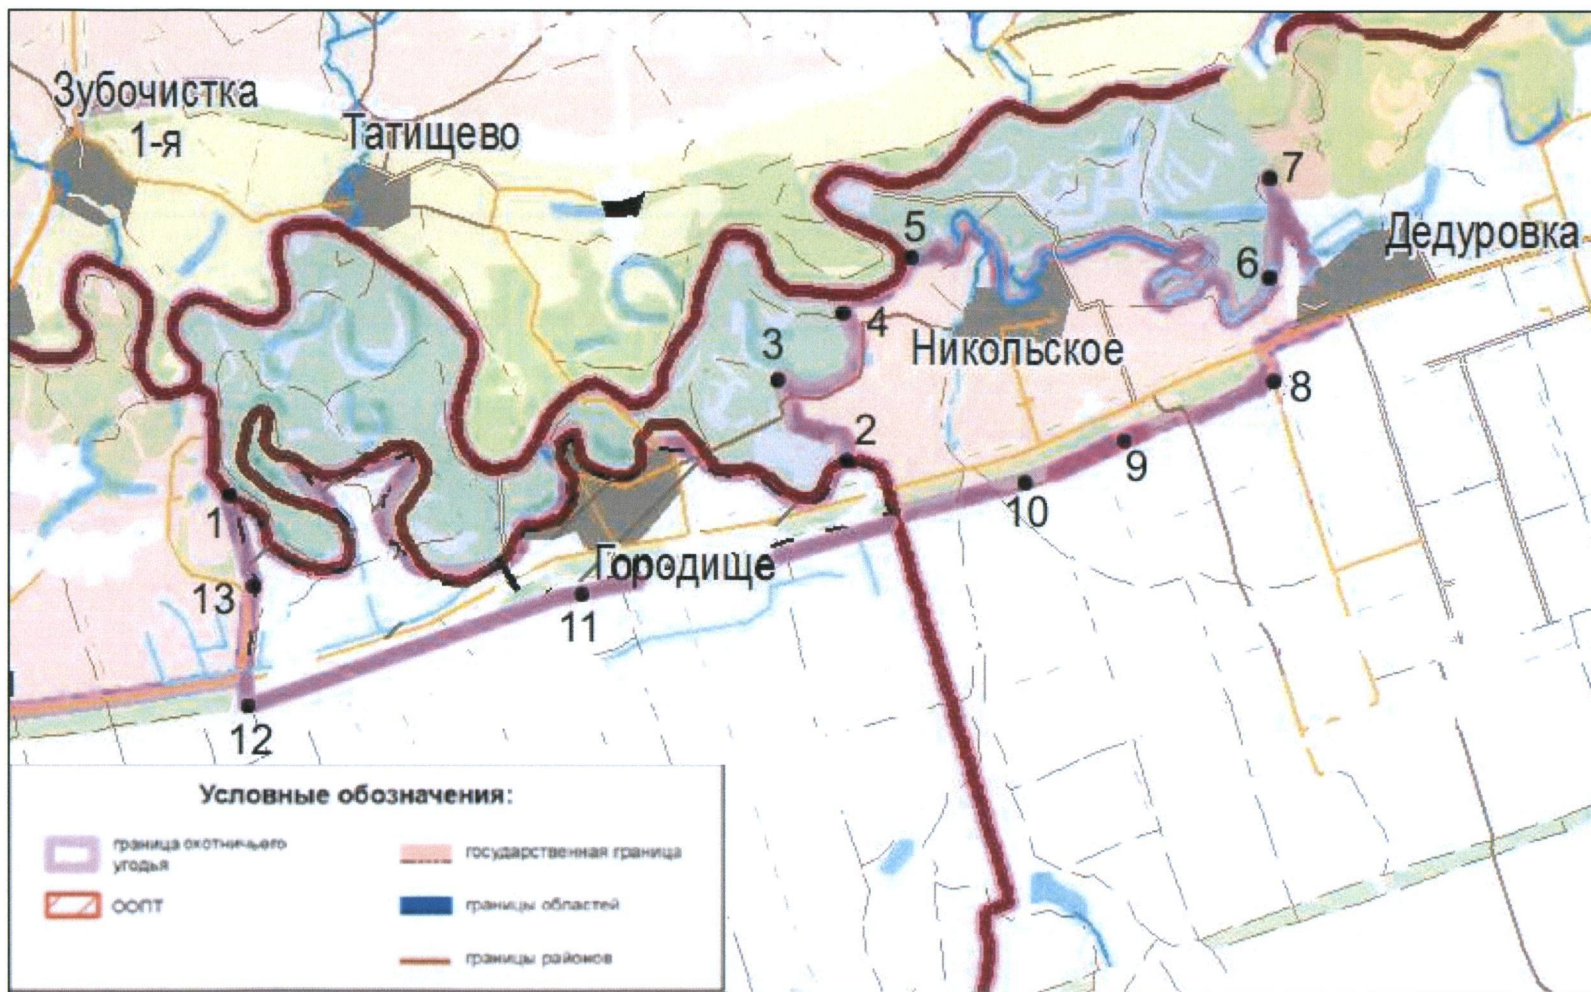 Зубочистка
1-я
Татищево
7
5
Дедуровка
6
4
3
Никольское
8
2
9
1
10
Городище
13
11
12
Условные обозначения:
граница охотничьего
угодья
государственная граница
ООПТ
границы областей
границы районов